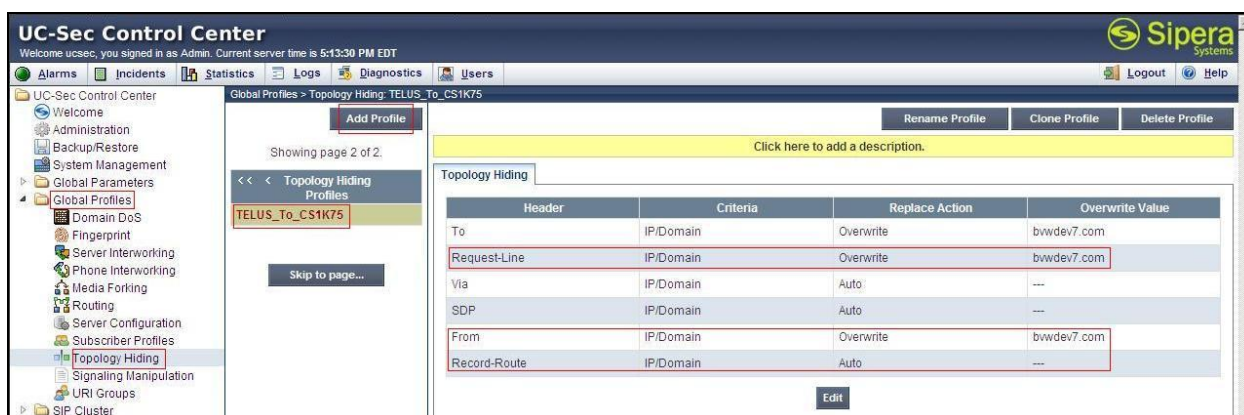 UC-Sec Control Center
Welcome ucsec, you signed in as Admin. Current server time is 5:13:30 PM EDT
Sipera
Systems
Alarms Incidents Statistics Logs Diagnostics Users Logout Help
UC-Sec Control Center
Welcome
Administration
Backup/Restore
System Management
Global Parameters
Global Profiles
Domain DoS
Fingerprint
Server Interworking
Phone Interworking
Media Forking
Routing
Server Configuration
Subscriber Profiles
Topology Hiding
Signaling Manipulation
URI Groups
SIP Cluster
Global Profiles > Topology Hiding: TELUS_To_CS1K75
Add Profile
Showing page 2 of 2.
<< < Topology Hiding
Profiles
TELUS_To_CS1K75
Skip to page...
Rename Profile Clone Profile Delete Profile
Click here to add a description.
Topology Hiding
Header Criteria Replace Action Overwrite Value
To IP/Domain Overwrite bvwdev7.com
Request-Line IP/Domain Overwrite bvwdev7.com
Via IP/Domain Auto ---
SDP IP/Domain Auto ---
From IP/Domain Overwrite bvwdev7.com
Record-Route IP/Domain Auto ---
Edit